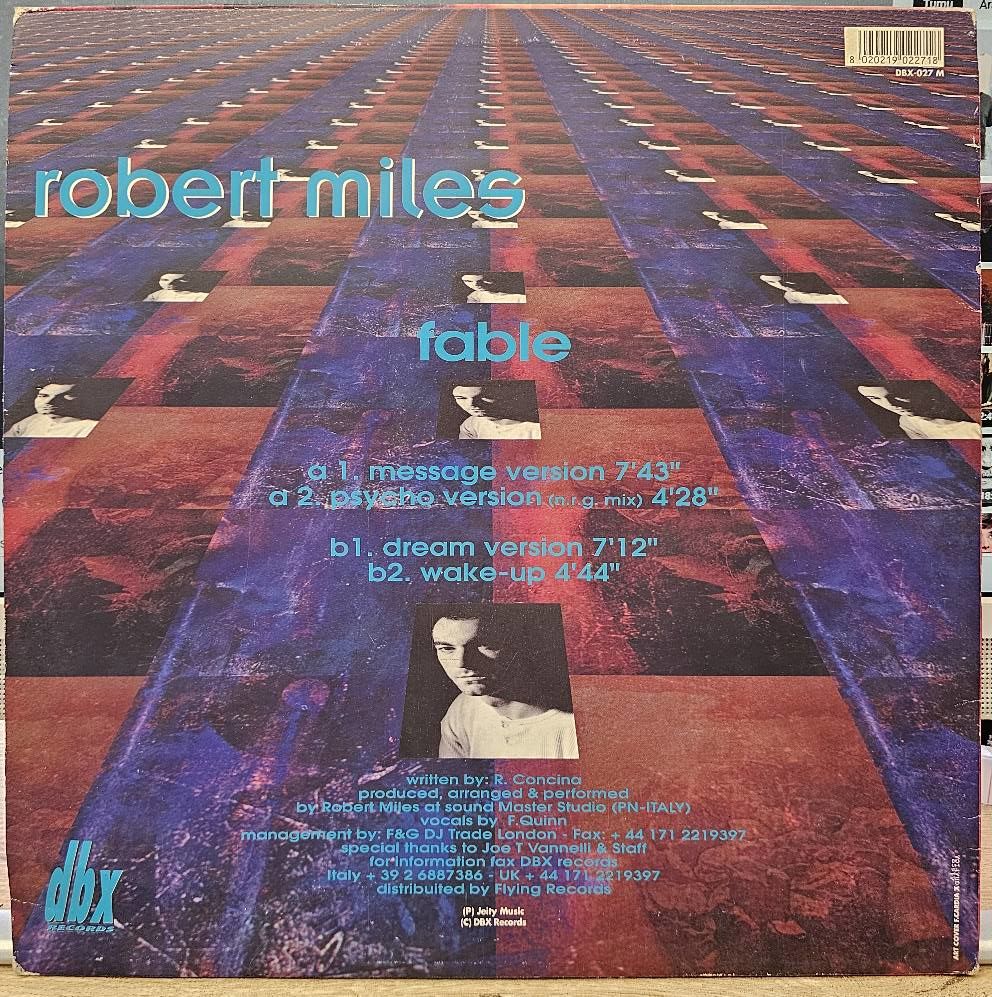 8 020219 022718
DBX-027 M
robert miles
fable
a 1. message version 7'43"
a 2. psycho version (n.r.g. mix) 4'28"
b1. dream version 7'12"
b2. wake-up 4'44"
written by: R. Concina
produced, arranged & performed
by Robert Miles at sound Master Studio (PN-ITALY)
vocals by F.Quinn
management by: F&G DJ Trade London - Fax: + 44 171 2219397
special thanks to Joe T Vannelli & Staff
for information fax DBX records
Italy + 39 2 6887386 - UK + 44 171 2219397
distribuited by Flying Records
(P) Jeity Music
(C) DBX Records
dbx
RECORDS
ART COVER F.CARDIA